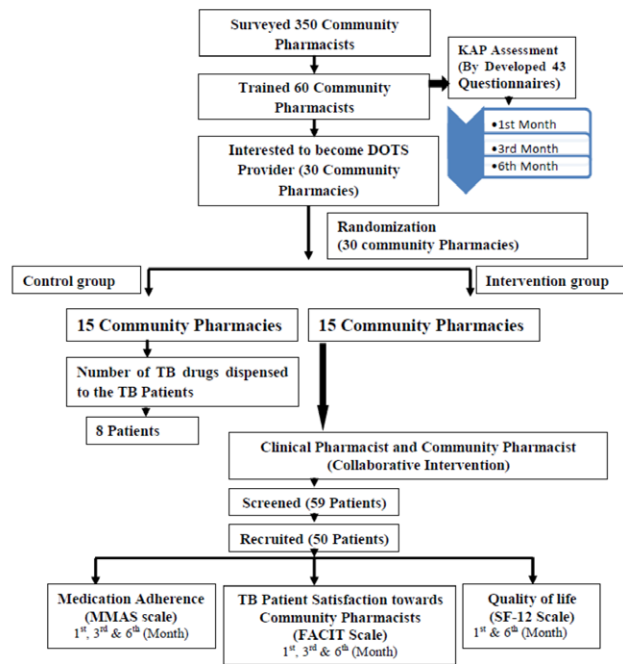 Surveyed 350 Community
Pharmacists
KAP Assessment
(By Developed 43
Questionnaires)
Trained 60 Community
Pharmacists
•1st Month
•3rd Month
•6th Month
Interested to become DOTS
Provider (30 Community
Pharmacies)
Randomization
(30 community Pharmacies)
Control group
Intervention group
15 Community Pharmacies
15 Community Pharmacies
Number of TB drugs dispensed
to the TB Patients
8 Patients
Clinical Pharmacist and Community Pharmacist
(Collaborative Intervention)
Screened (59 Patients)
Recruited (50 Patients)
Medication Adherence
(MMAS scale)
1st, 3rd & 6th (Month)
TB Patient Satisfaction towards
Community Pharmacists
(FACIT Scale)
1st, 3rd & 6th (Month)
Quality of life
(SF-12 Scale)
1st & 6th (Month)